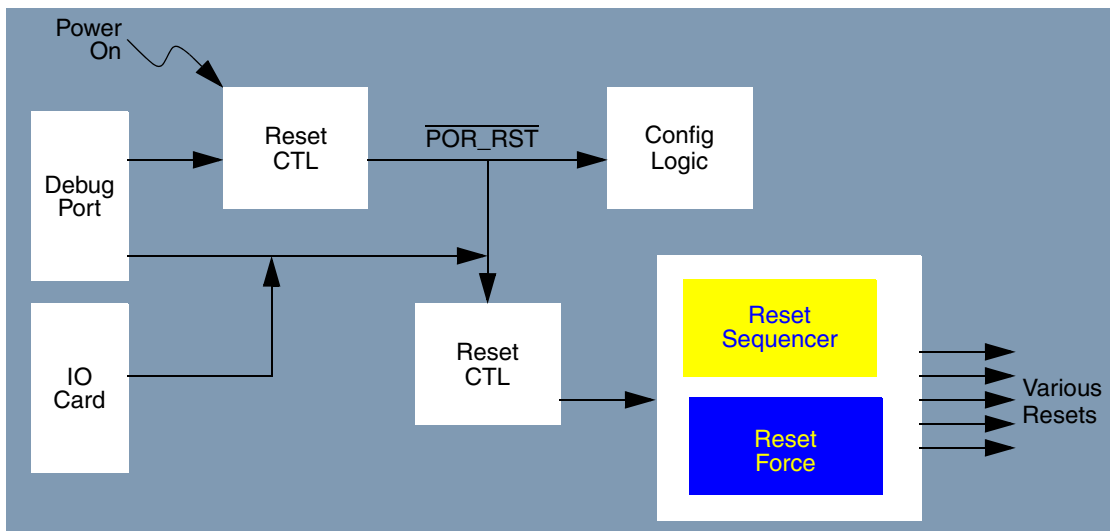 Power
On
Reset
CTL
POR_RST
Config
Logic
Debug
Port
IO
Card
Reset
CTL
Reset
Sequencer
Reset
Force
Various
Resets